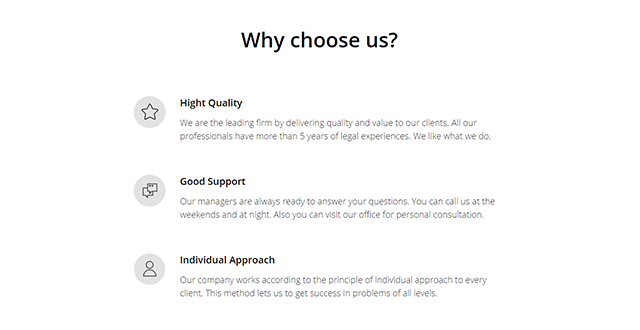 Why choose us?
Hight Quality
We are the leading firm by delivering quality and value to our clients. All our
professionals have more than 5 years of legal experiences. We like what we do.
Good Support
Our managers are always ready to answer your questions. You can call us at the
weekends and at night. Also you can visit our office for personal consultation.
Individual Approach
Our company works according to the principle of individual approach to every
client. This method lets us to get success in problems of all levels.